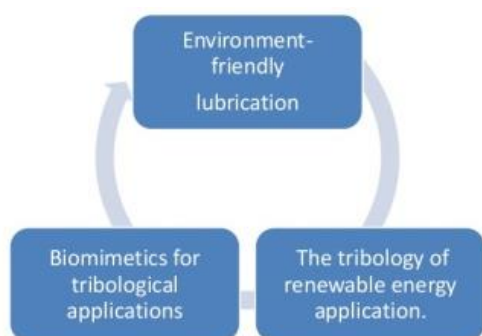 Environment-
friendly
lubrication
Biomimetics for
tribological
applications
The tribology of
renewable energy
application.